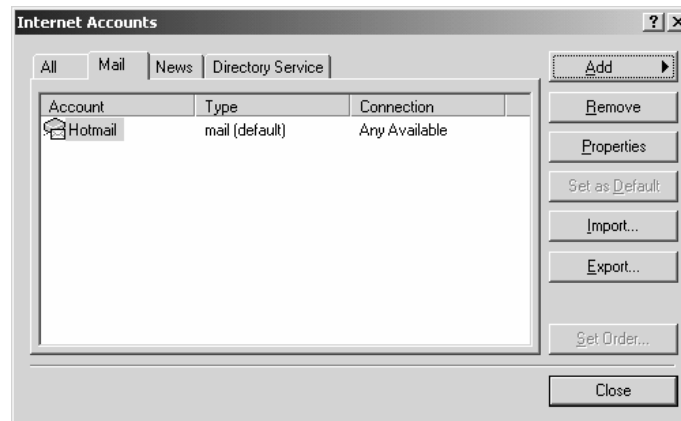 Internet Accounts
All Mail News Directory Service
Add
Account Type Connection
Remove
Hotmail mail (default) Any Available
Properties
Set as Default
Import...
Export...
Set Order...
Close